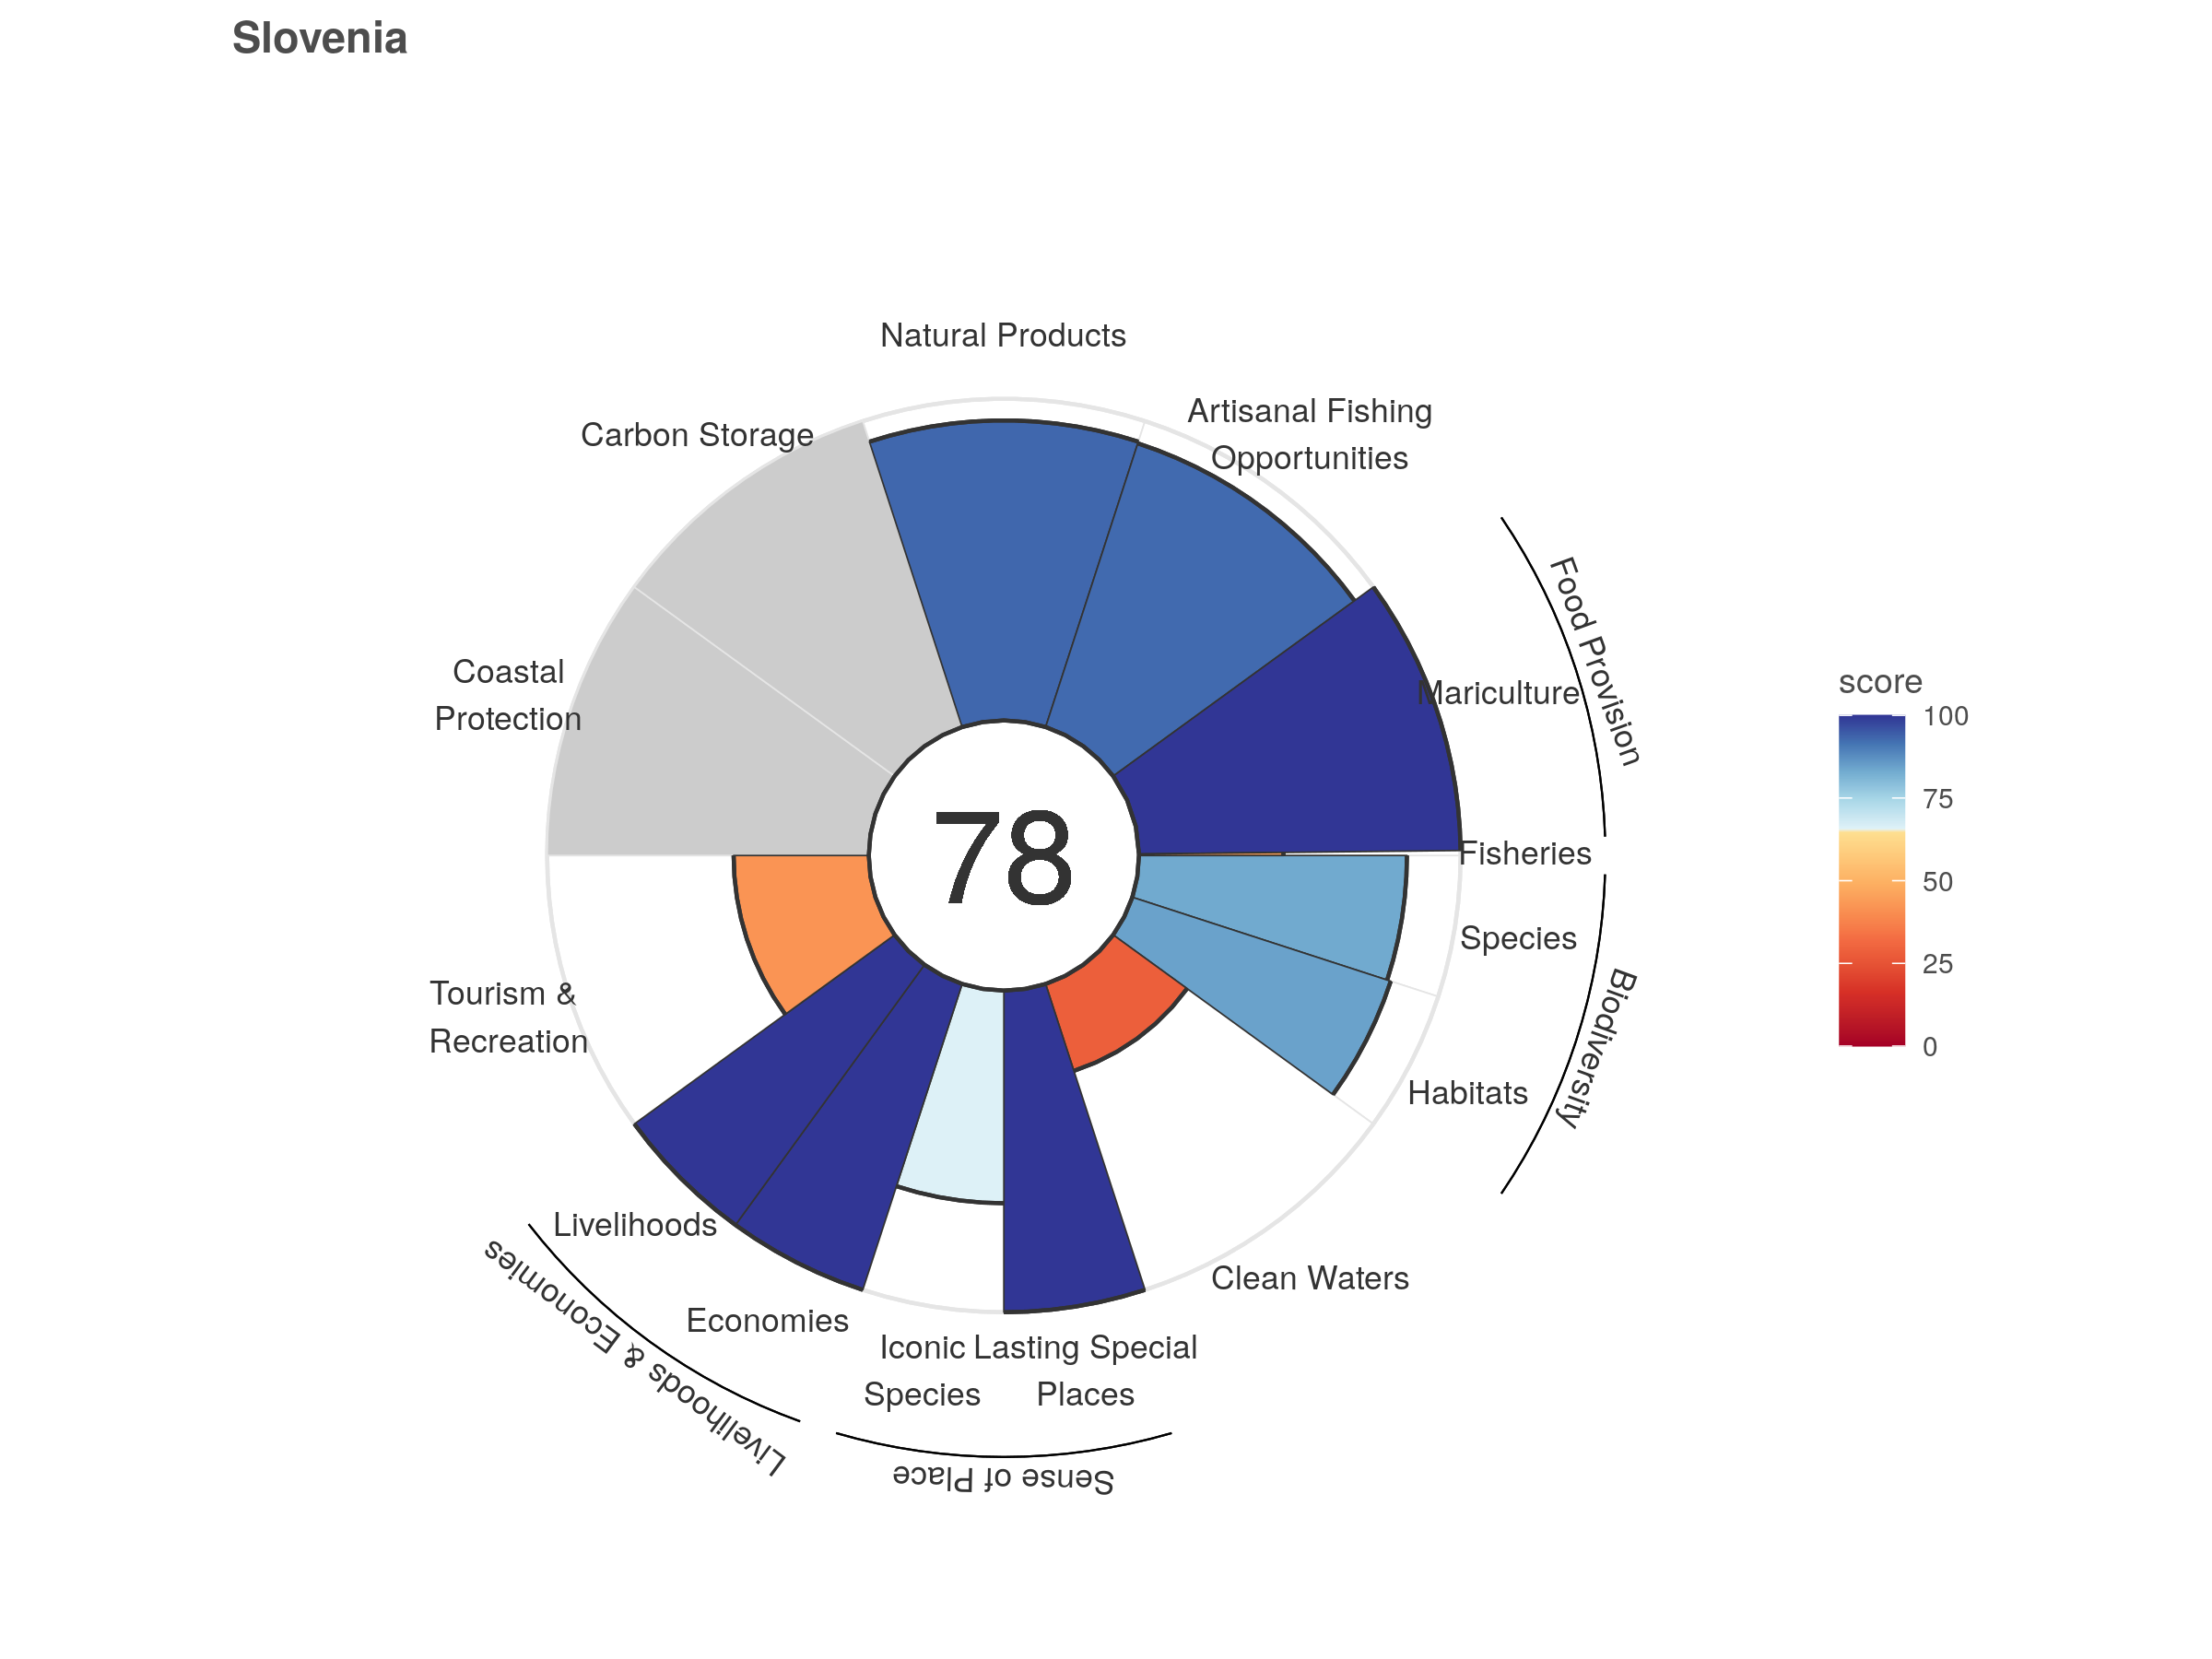 Slovenia
Natural Products
Artisanal Fishing
Opportunities
Carbon Storage
Food Provision
Coastal
Protection
Mariculture
score
100
75
50
25
0
78
Fisheries
Species
Biodiversity
Tourism &
Recreation
Habitats
Livelihoods
Clean Waters
Livelihoods & Economies
Economies
Iconic
Species
Lasting Special
Places
Sense of Place